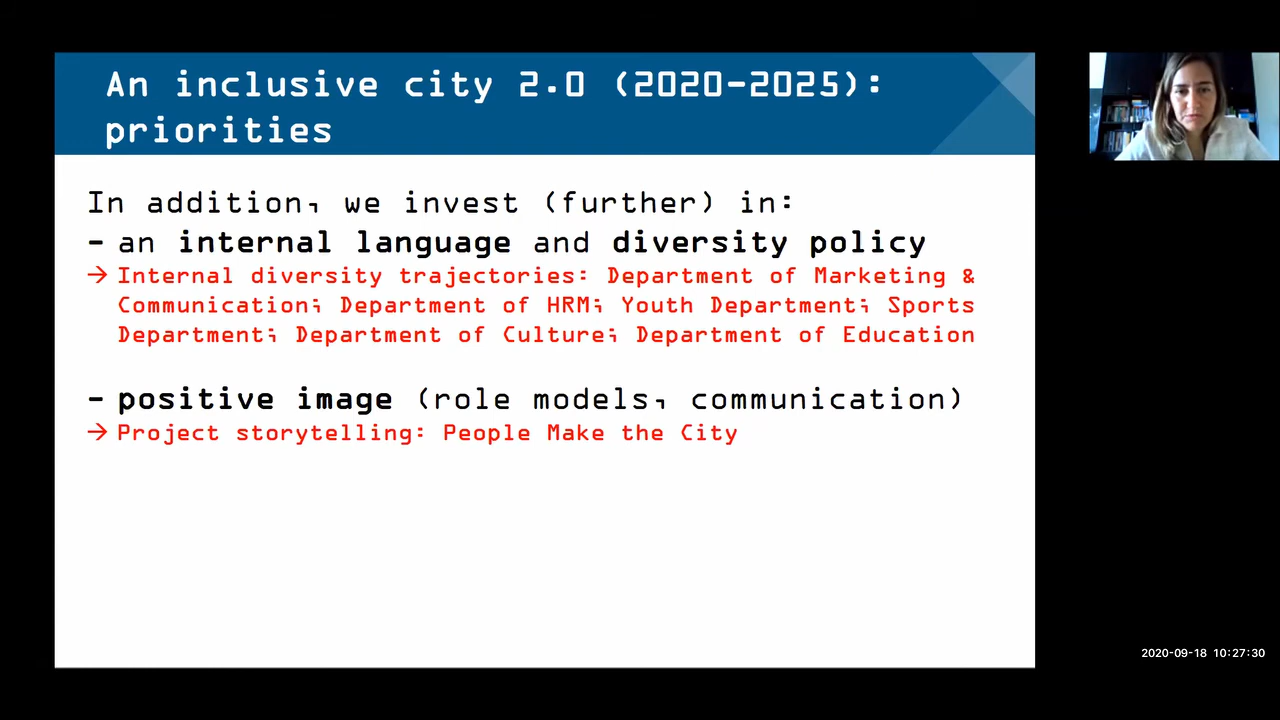 An inclusive city 2.0 (2020-2025):
priorities
In addition, we invest (further) in:
- an internal language and diversity policy
→ Internal diversity trajectories: Department of Marketing &
Communication; Department of HRM; Youth Department; Sports
Department; Department of Culture; Department of Education
- positive image (role models, communication)
→ Project storytelling: People Make the City
2020-09-18 10:27:30